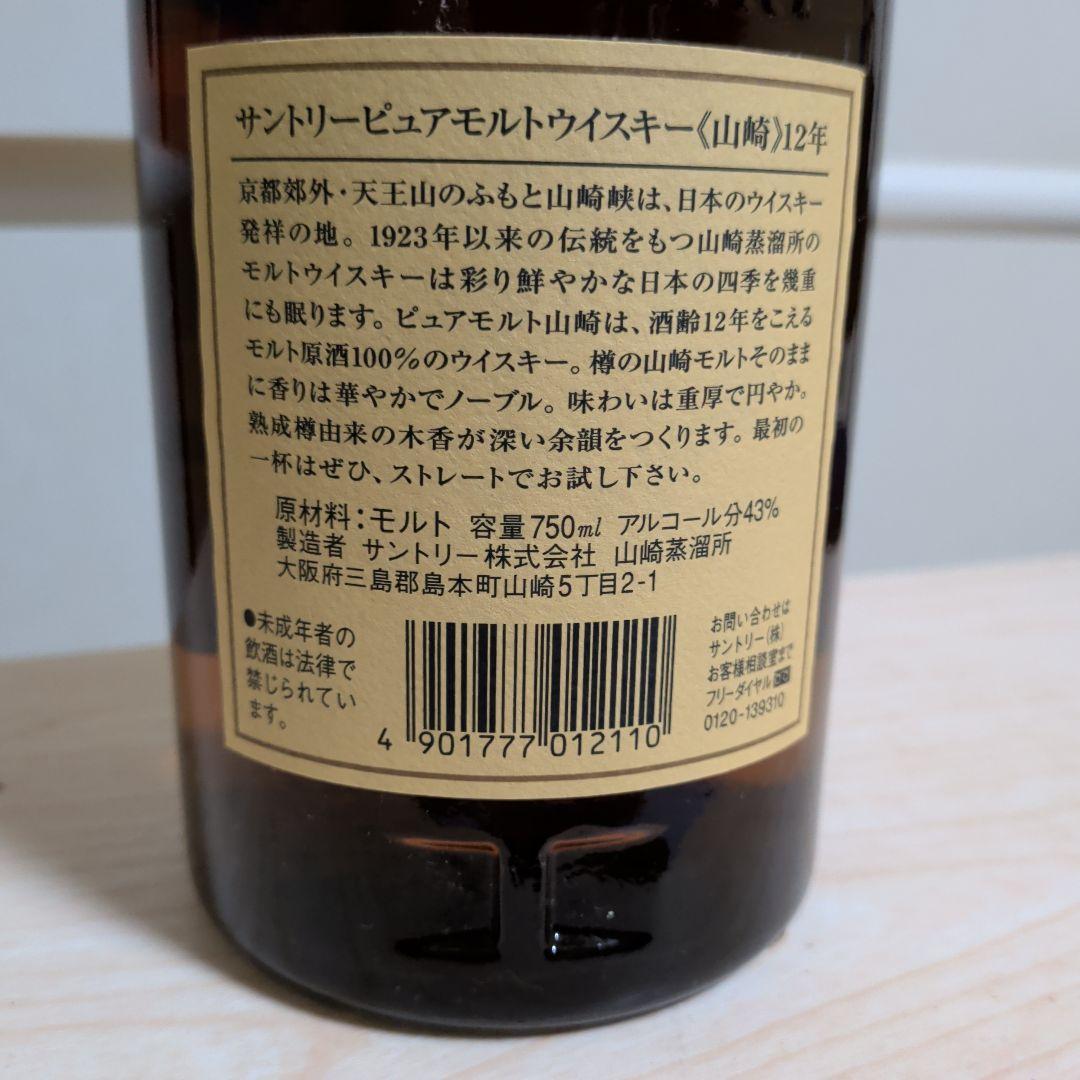 サントリーピュアモルトウイスキー《山崎》12年
京都郊外・天王山のふもと山崎峡は、日本のウイスキー
発祥の地。1923年以来の伝統をもつ山崎蒸溜所の
モルトウイスキーは彩り鮮やかな日本の四季を幾重
にも眠ります。ピュアモルト山崎は、酒齢12年をこえる
モルト原酒100%のウイスキー。樽の山崎モルトそのまま
に香りは華やかでノーブル。味わいは重厚で円やか。
熟成樽由来の木香が深い余韻をつくります。最初の
一杯はぜひ、ストレートでお試し下さい。
原材料：モルト 容量750ml アルコール分43%
製造者 サントリー株式会社 山崎蒸溜所
大阪府三島郡島本町山崎5丁目2-1
●未成年者の
飲酒は法律で
禁じられてい
ます。
4 901777 012110
お問い合わせは
サントリー(株)
お客様相談室まで
フリーダイヤル
0120-139310